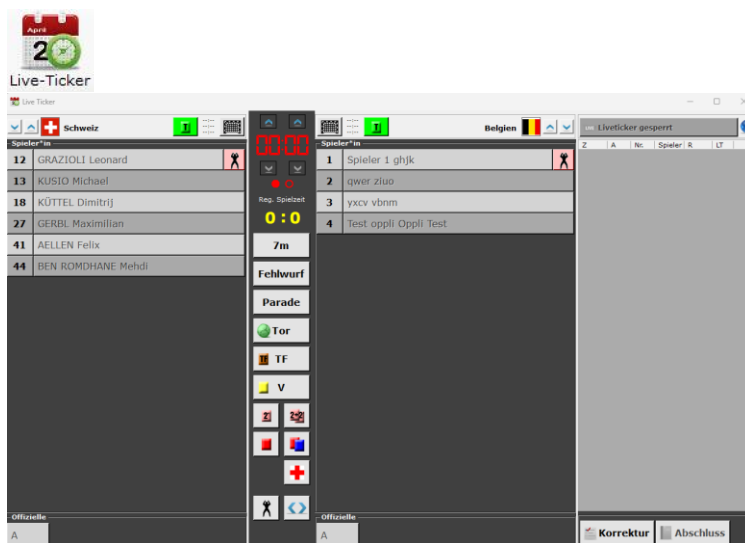 April
20
Live-Ticker
Live Ticker
Schweiz
Spieler*in
12 GRAZIOLI Leonard
13 KUSIO Michael
18 KÜTTEL Dimitrij
27 GERBL Maximilian
41 AELLEN Felix
44 BEN ROMDHANE Mehdi
Offizielle
A
00:00
Reg. Spielzeit
0 : 0
7m
Fehlwurf
Parade
Tor
TF
V
Belgien
Spieler*in
1 Spieler 1 ghjk
2 qwer ziuo
3 yxcv vbnm
4 Test oppli Oppli Test
Offizielle
A
Liveticker gesperrt
Z A Nr. Spieler R LT
Korrektur Abschluss